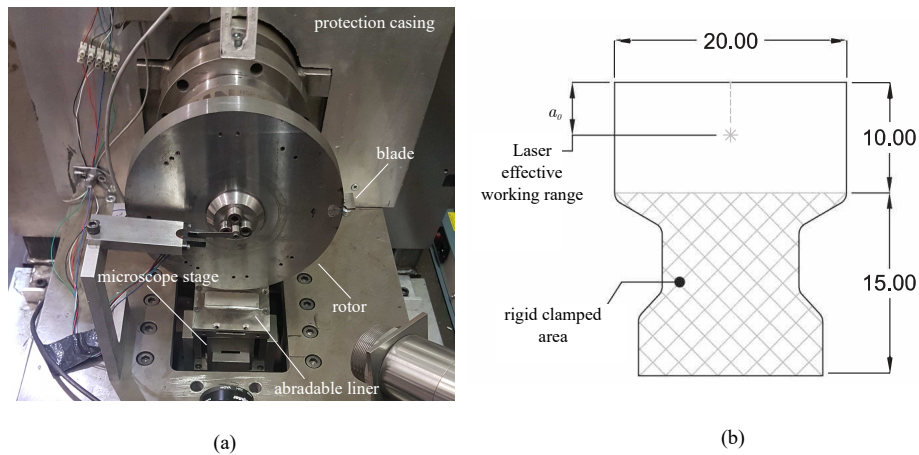 protection casing
blade
microscope stage
rotor
abradable liner
(a)
20.00
a₀
10.00
Laser
effective
working range
15.00
rigid clamped
area
(b)